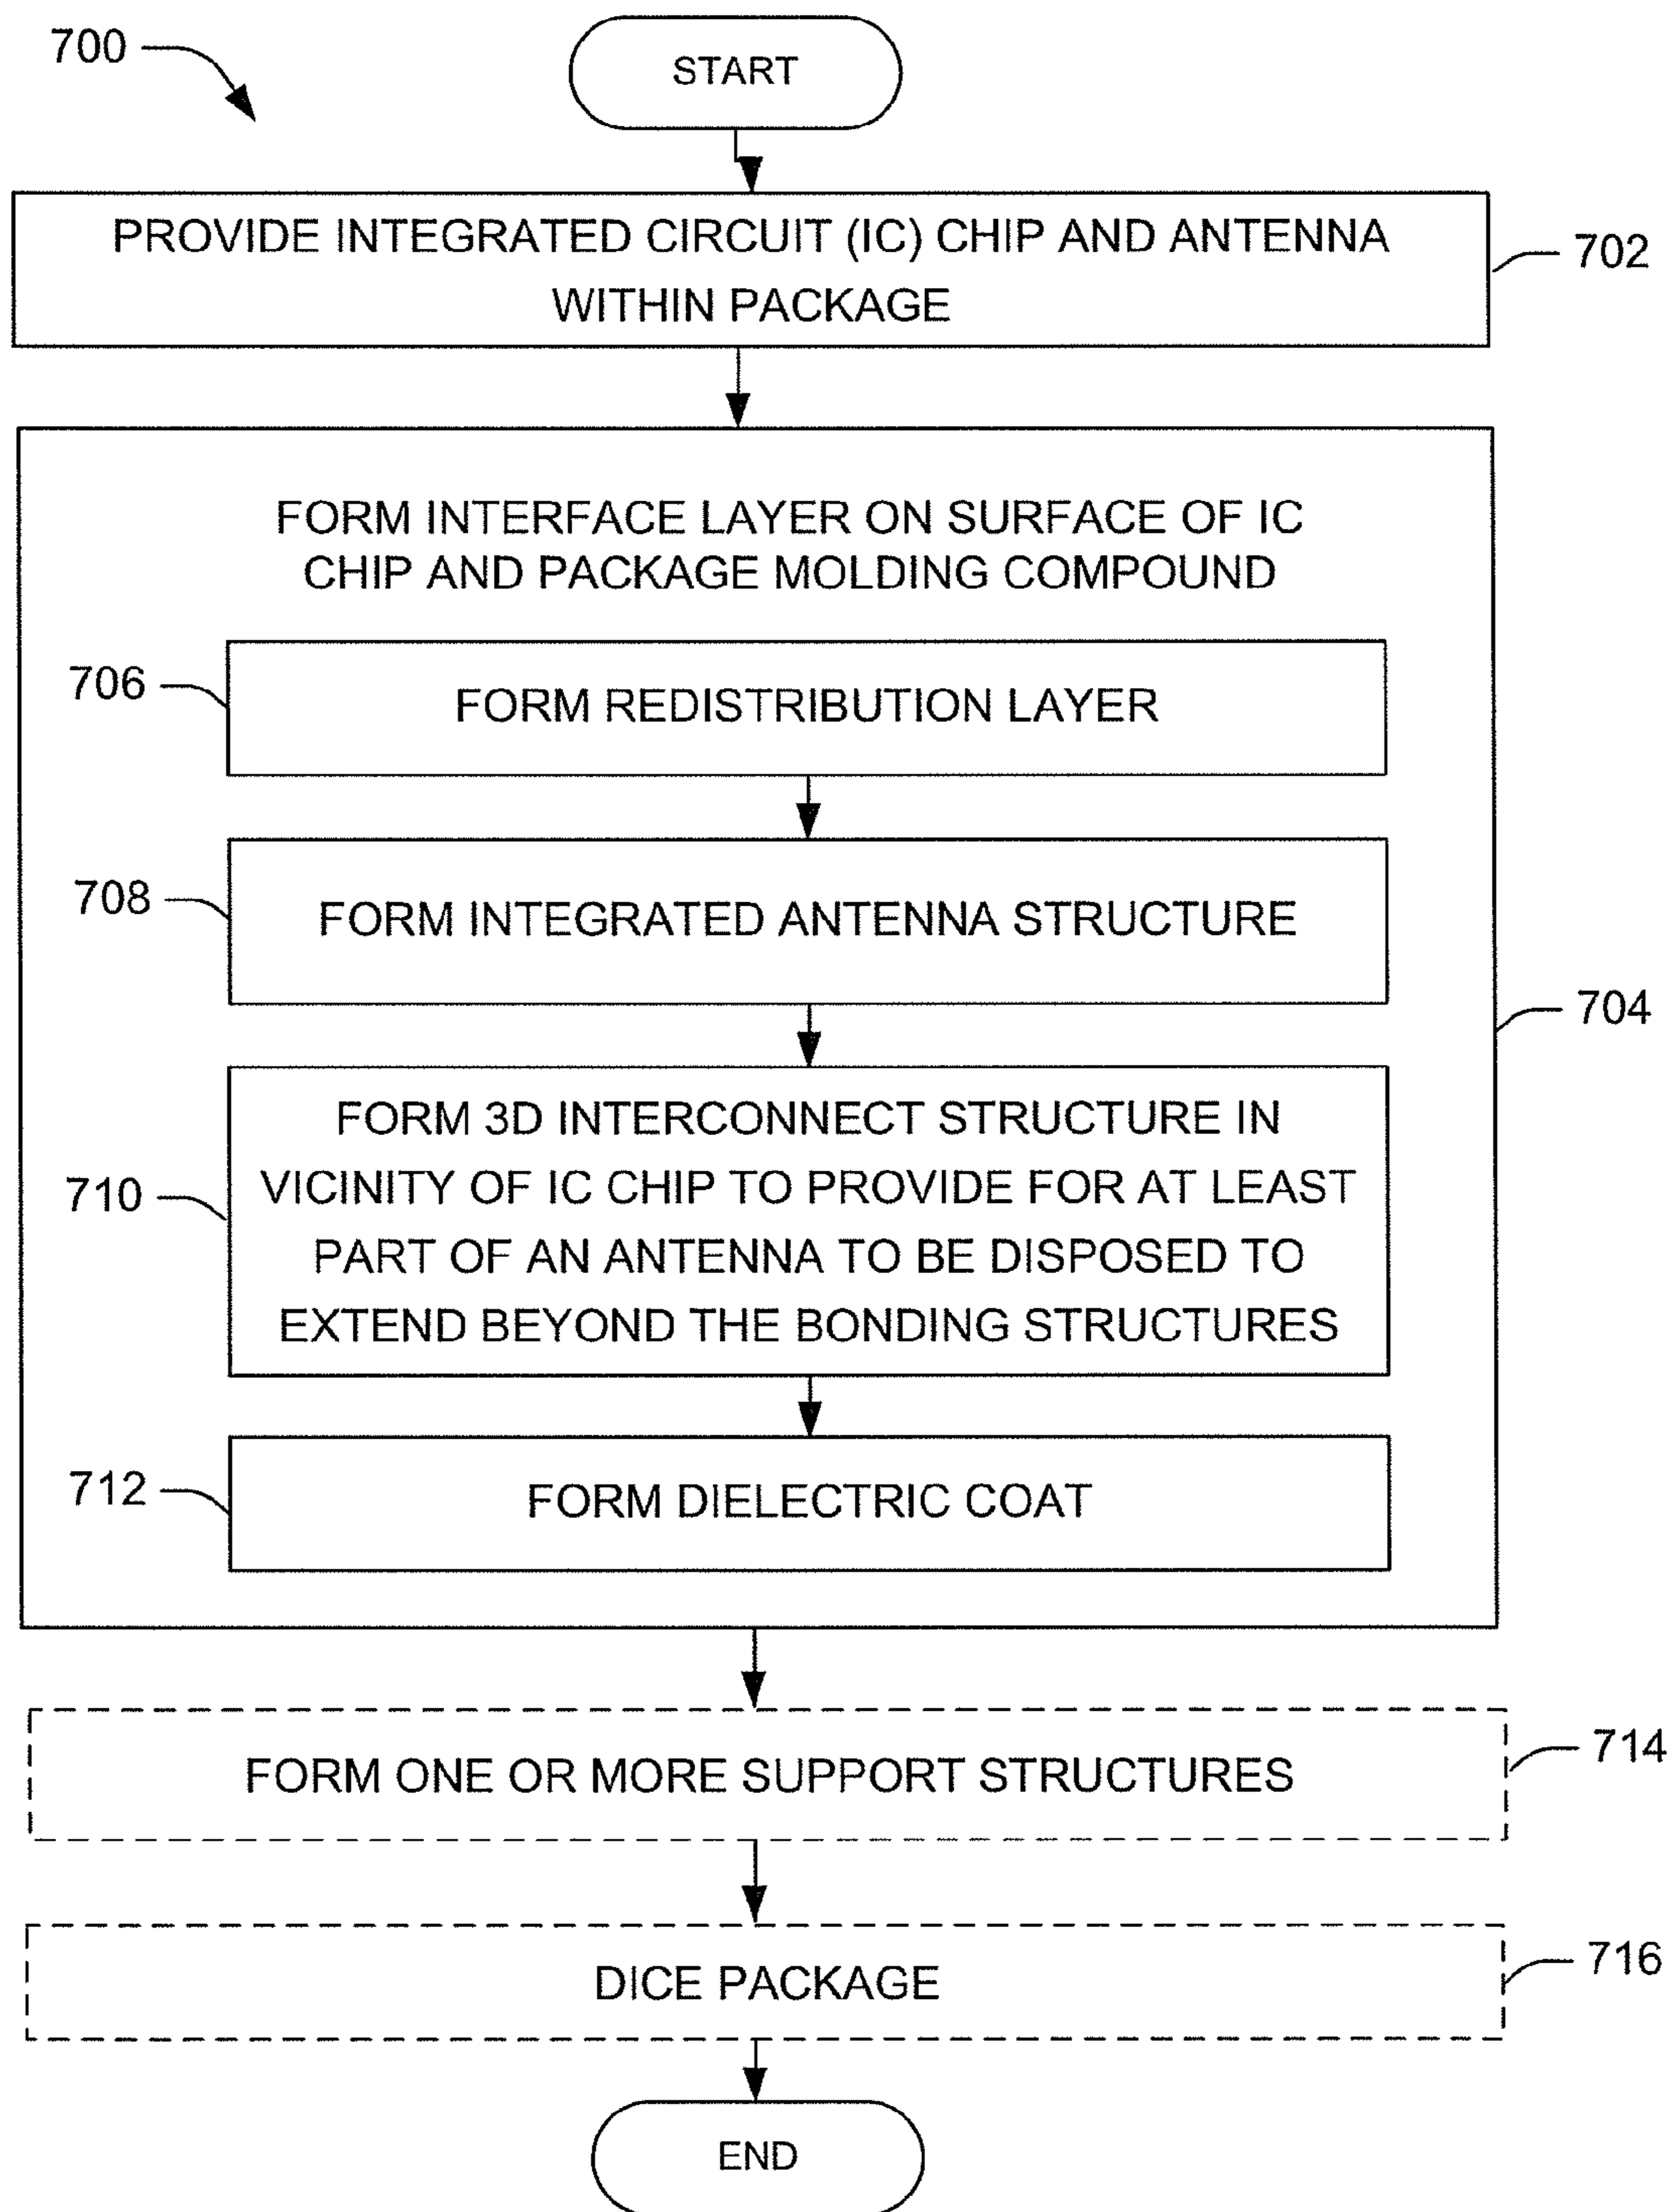 700
START
PROVIDE INTEGRATED CIRCUIT (IC) CHIP AND ANTENNA
WITHIN PACKAGE
702
FORM INTERFACE LAYER ON SURFACE OF IC
CHIP AND PACKAGE MOLDING COMPOUND
706
FORM REDISTRIBUTION LAYER
708
FORM INTEGRATED ANTENNA STRUCTURE
704
710
FORM 3D INTERCONNECT STRUCTURE IN
VICINITY OF IC CHIP TO PROVIDE FOR AT LEAST
PART OF AN ANTENNA TO BE DISPOSED TO
EXTEND BEYOND THE BONDING STRUCTURES
712
FORM DIELECTRIC COAT
FORM ONE OR MORE SUPPORT STRUCTURES
714
DICE PACKAGE
716
END